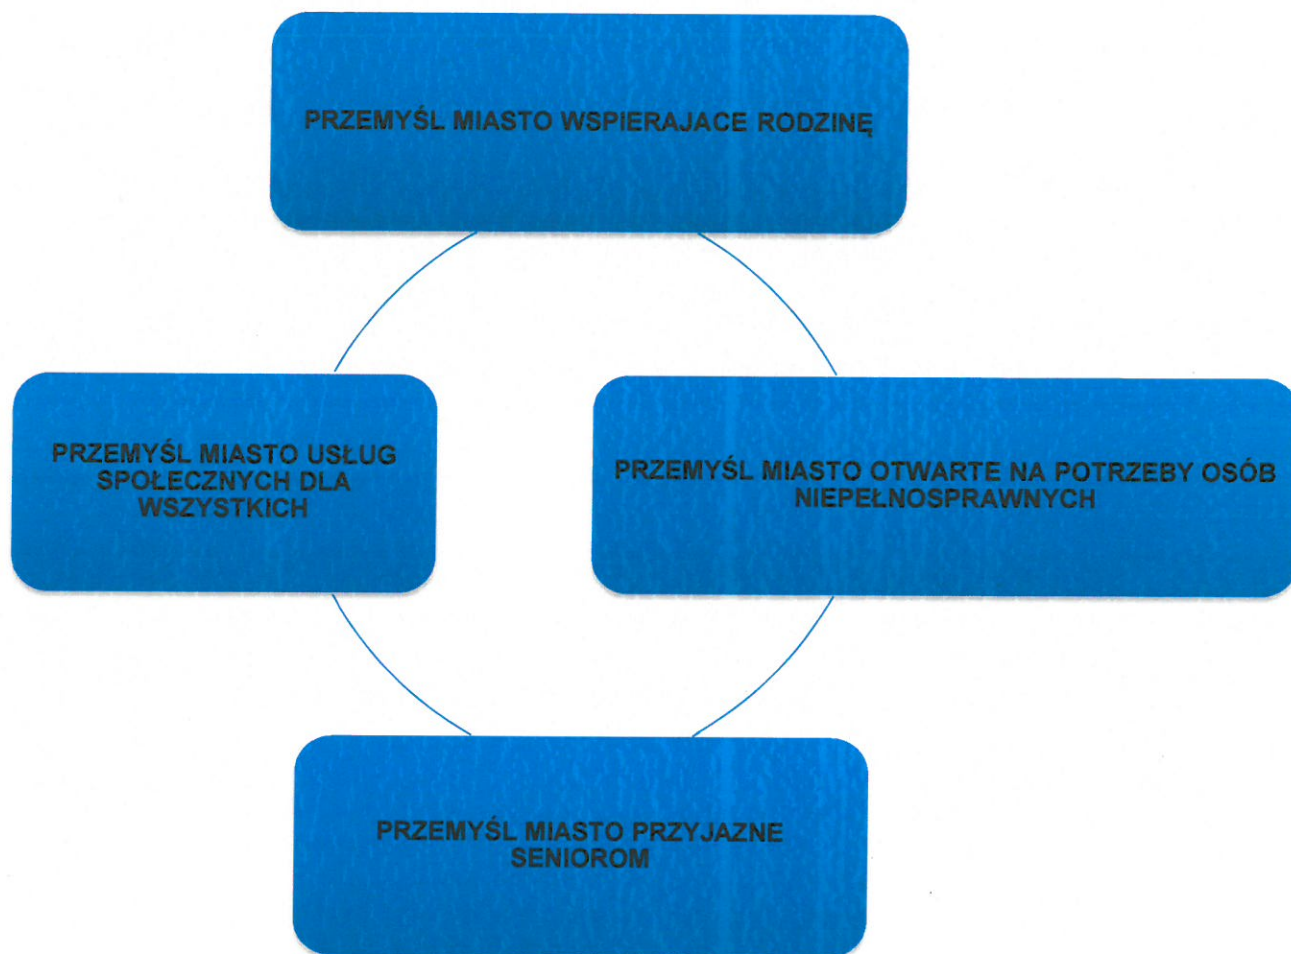 PRZEMYŚL MIASTO WSPIERAJACE RODZINĘ
PRZEMYŚL MIASTO USŁUG
SPOŁECZNYCH DLA
WSZYSTKICH
PRZEMYŚL MIASTO OTWARTE NA POTRZEBY OSÓB
NIEPEŁNOSPRAWNYCH
PRZEMYŚL MIASTO PRZYJAZNE
SENIOROM